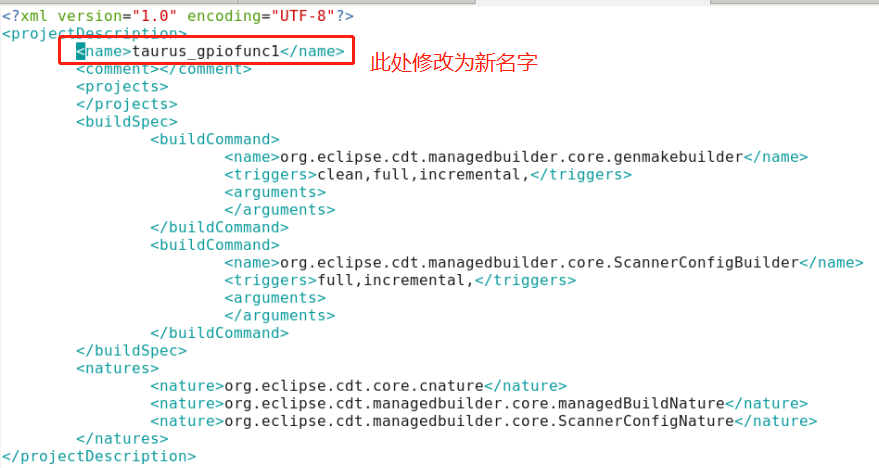 <?xml version="1.0" encoding="UTF-8"?>
<projectDescription>
<name>taurus_gpiofunc1</name>
此处修改为新名字
<comment></comment>
<projects>
</projects>
<buildSpec>
<buildCommand>
<name>org.eclipse.cdt.managedbuilder.core.genmakebuilder</name>
<triggers>clean,full,incremental,</triggers>
<arguments>
</arguments>
</buildCommand>
<buildCommand>
<name>org.eclipse.cdt.managedbuilder.core.ScannerConfigBuilder</name>
<triggers>full,incremental,</triggers>
<arguments>
</arguments>
</buildCommand>
</buildSpec>
<natures>
<nature>org.eclipse.cdt.core.cnature</nature>
<nature>org.eclipse.cdt.managedbuilder.core.managedBuildNature</nature>
<nature>org.eclipse.cdt.managedbuilder.core.ScannerConfigNature</nature>
</natures>
</projectDescription>